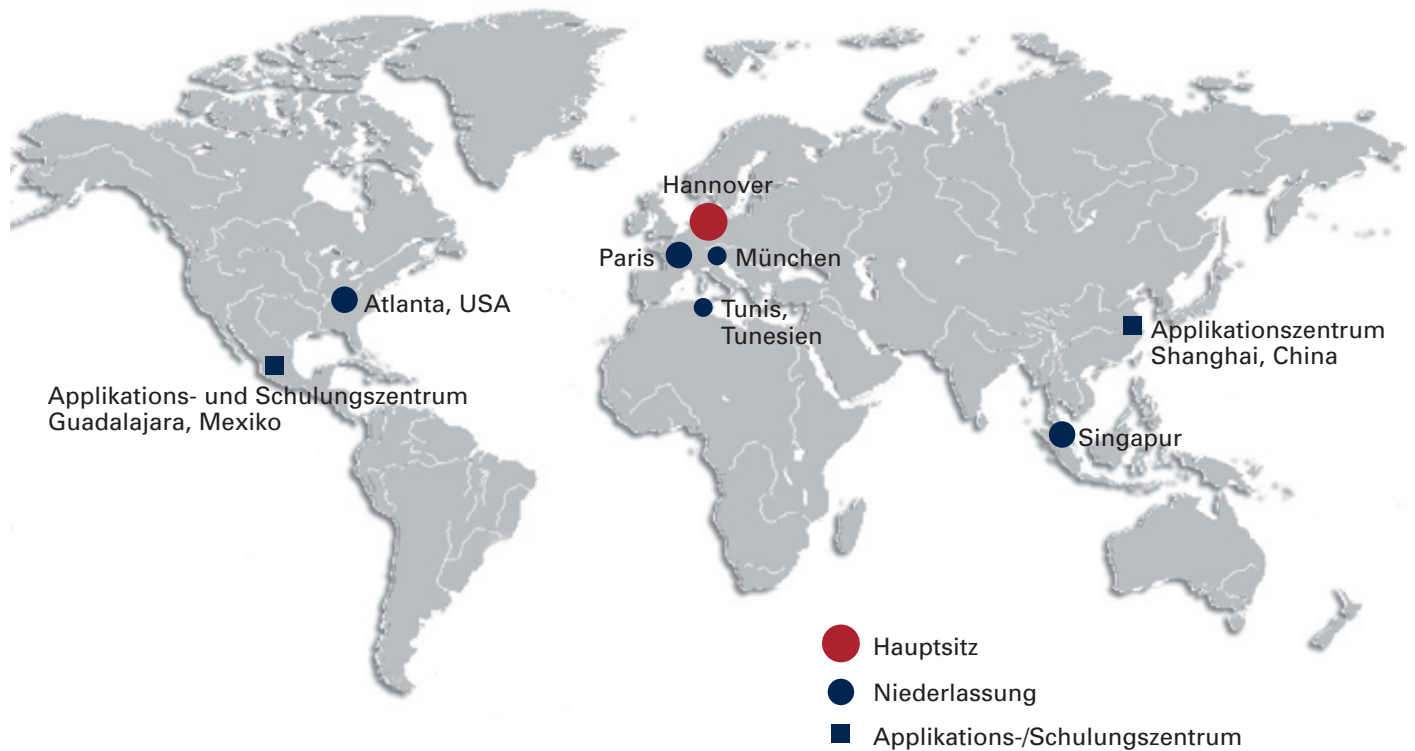 Hannover
Paris
München
Atlanta, USA
Tunis,
Tunesien
Applikationszentrum
Shanghai, China
Applikations- und Schulungszentrum
Guadalajara, Mexiko
Singapur
Hauptsitz
Niederlassung
Applikations-/Schulungszentrum